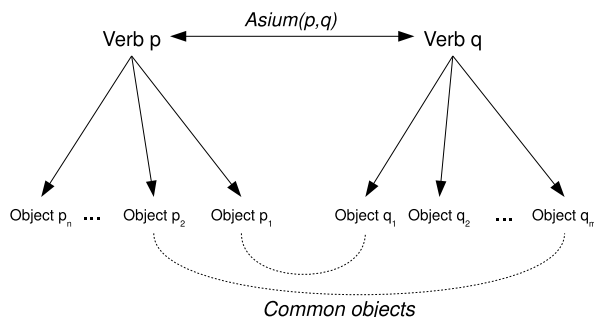 Asium(p,q)
Verb p Verb q
Object pn ... Object p2 Object p1 Object q1 Object q2 ... Object qm
Common objects